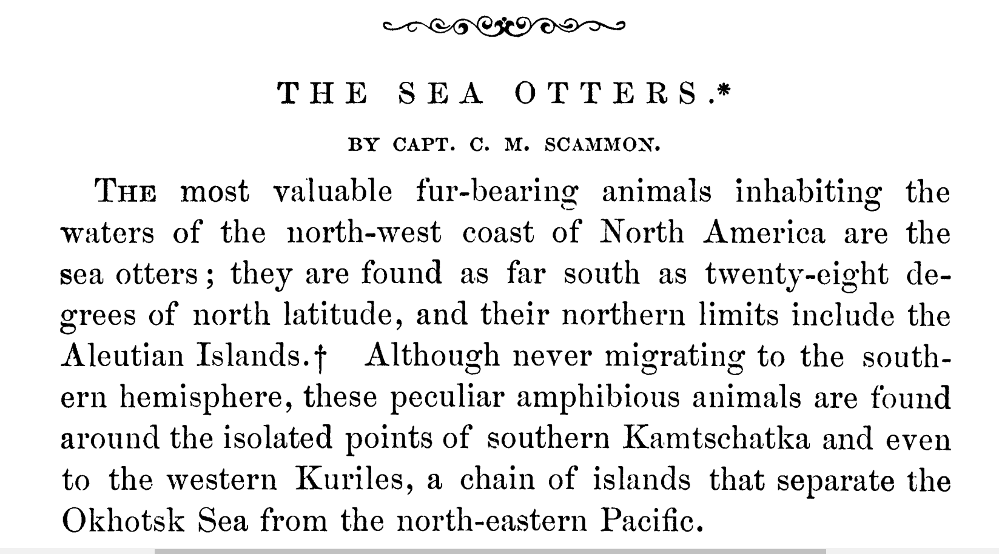 THE SEA OTTERS.*
BY CAPT. C. M. SCAMMON.
THE most valuable fur-bearing animals inhabiting the
waters of the north-west coast of North America are the
sea otters; they are found as far south as twenty-eight de-
grees of north latitude, and their northern limits include the
Aleutian Islands.† Although never migrating to the south-
ern hemisphere, these peculiar amphibious animals are found
around the isolated points of southern Kamtschatka and even
to the western Kuriles, a chain of islands that separate the
Okhotsk Sea from the north-eastern Pacific.